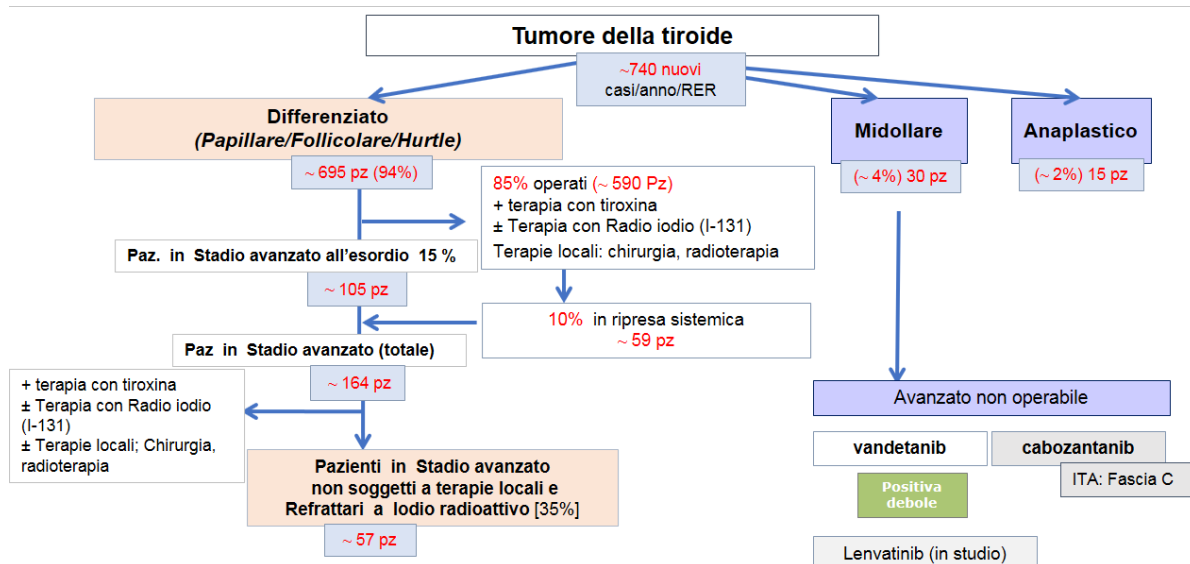 Tumore della tiroide
~740 nuovi
casi/anno/RER
Differenziato
(Papillare/Follicolare/Hurtle)
~ 695 pz (94%)
Midollare
(~ 4%) 30 pz
Anaplastico
(~ 2%) 15 pz
85% operati (~ 590 Pz)
+ terapia con tiroxina
± Terapia con Radio iodio (I-131)
Terapie locali: chirurgia, radioterapia
Paz. in Stadio avanzato all'esordio 15 %
~ 105 pz
10% in ripresa sistemica
~ 59 pz
Paz in Stadio avanzato (totale)
~ 164 pz
+ terapia con tiroxina
± Terapia con Radio iodio
(I-131)
± Terapie locali; Chirurgia,
radioterapia
Pazienti in Stadio avanzato
non soggetti a terapie locali e
Refrattari a Iodio radioattivo [35%]
~ 57 pz
Avanzato non operabile
vandetanib
cabozantanib
Positiva
debole
ITA: Fascia C
Lenvatinib (in studio)